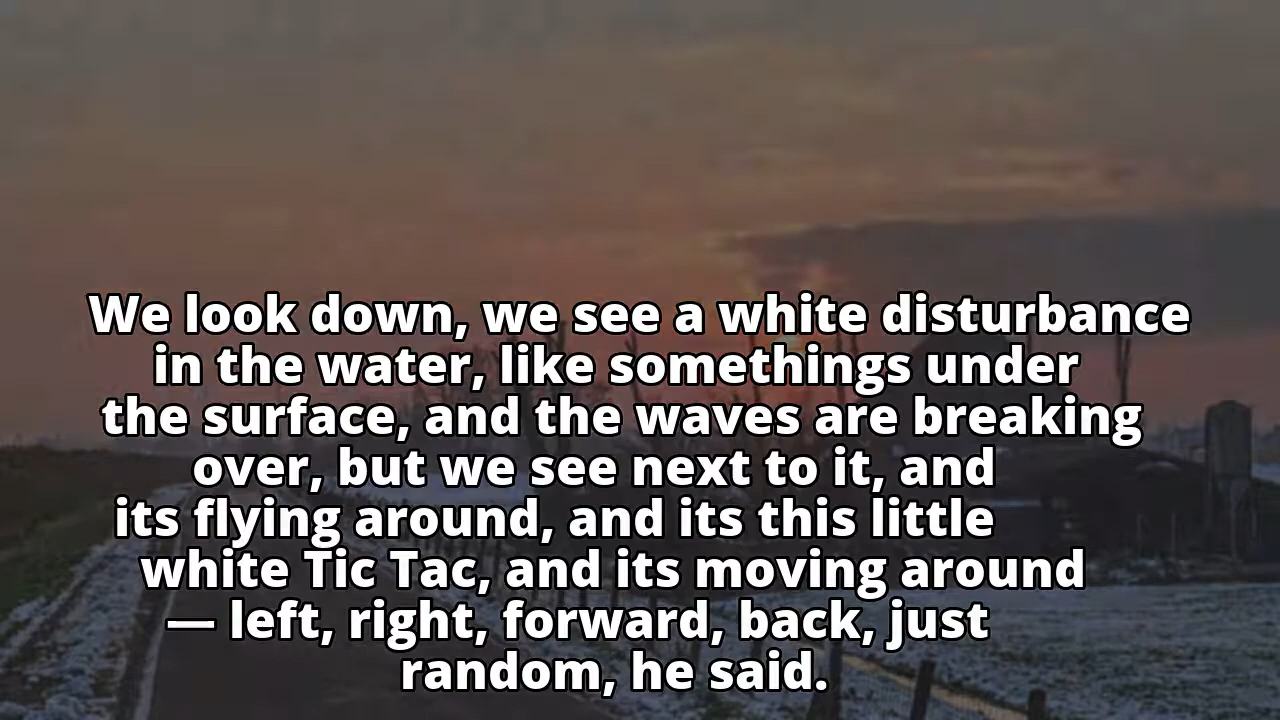 We look down, we see a white disturbance
in the water, like somethings under
the surface, and the waves are breaking
over, but we see next to it, and
its flying around, and its this little
white Tic Tac, and its moving around
— left, right, forward, back, just
random, he said.